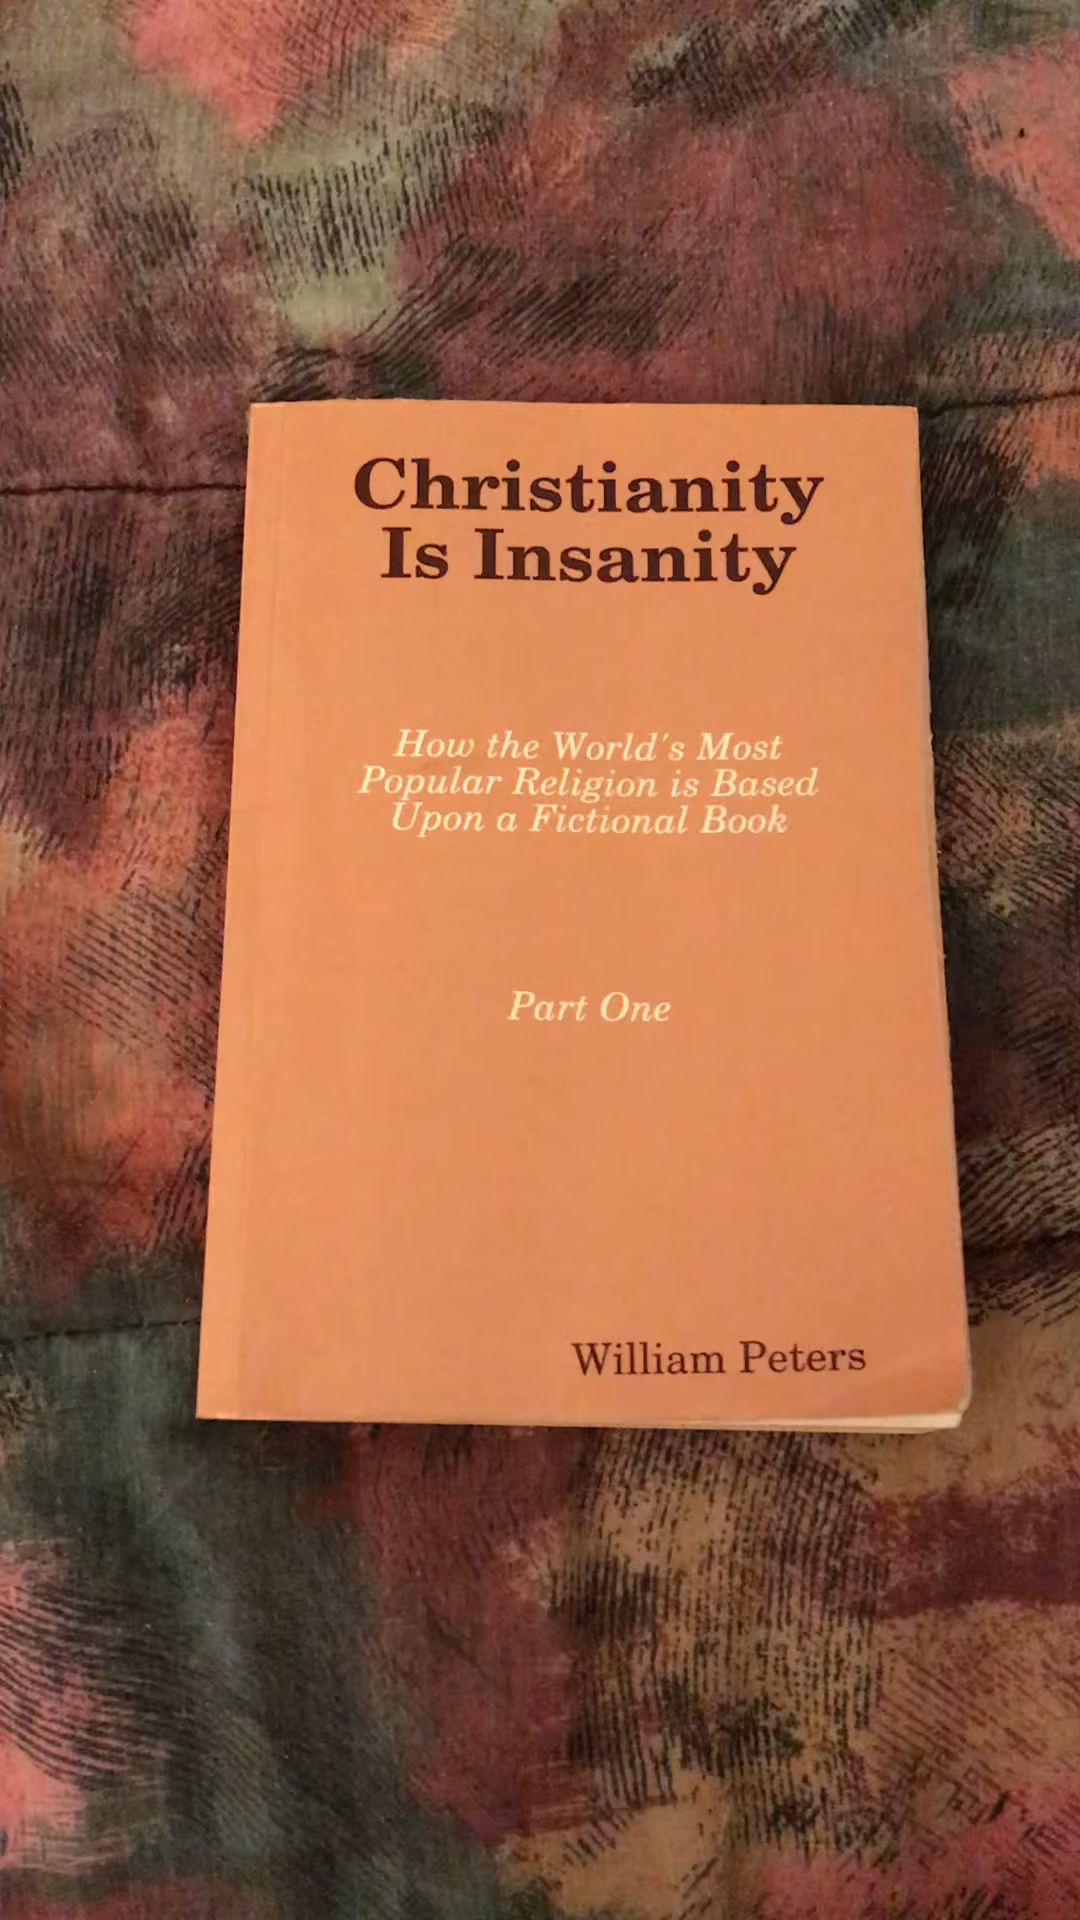 Christianity
Is Insanity
How the World's Most
Popular Religion is Based
Upon a Fictional Book
Part One
William Peters